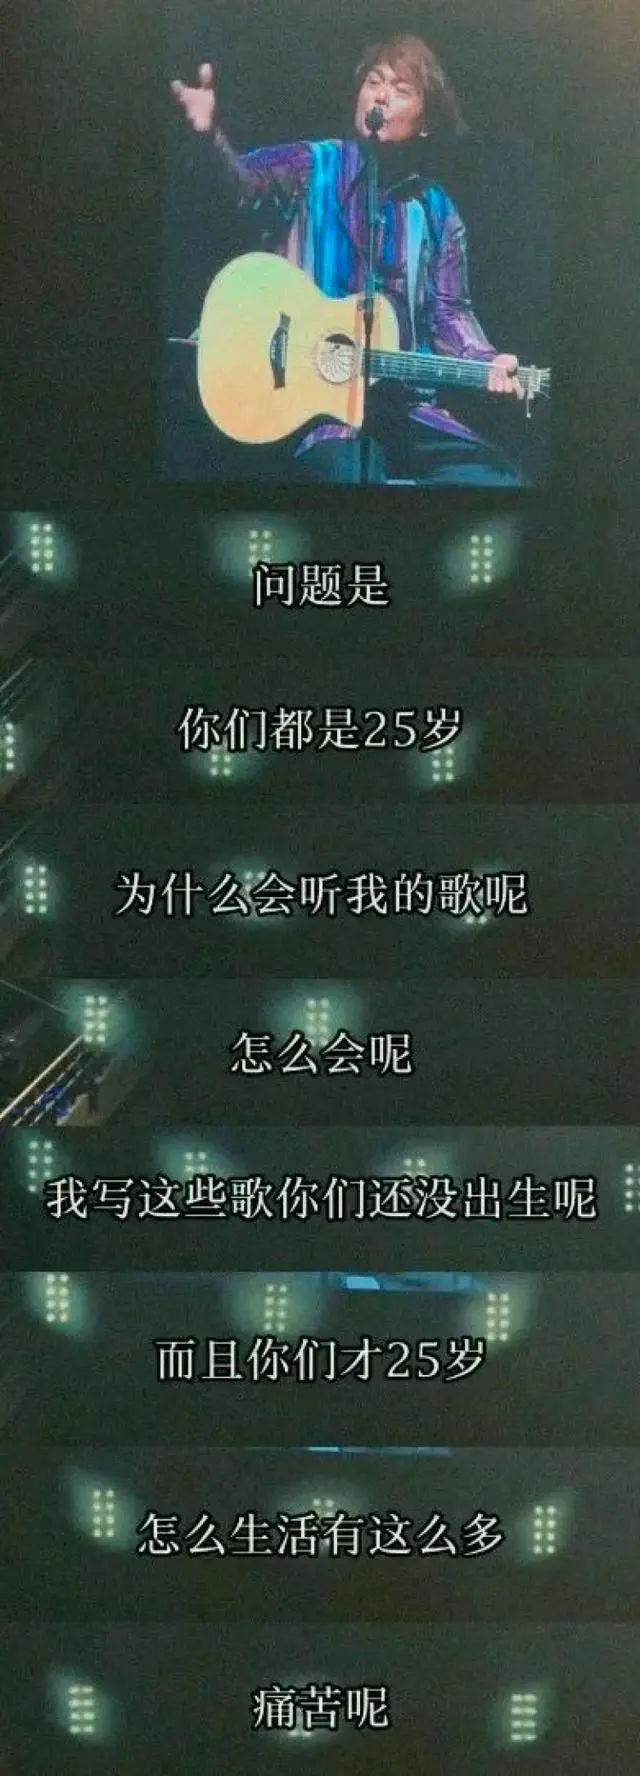 问题是
你们都是25岁
为什么会听我的歌呢
怎么会呢
我写这些歌你们还没出生呢
而且你们才25岁
怎么生活有这么多
痛苦呢